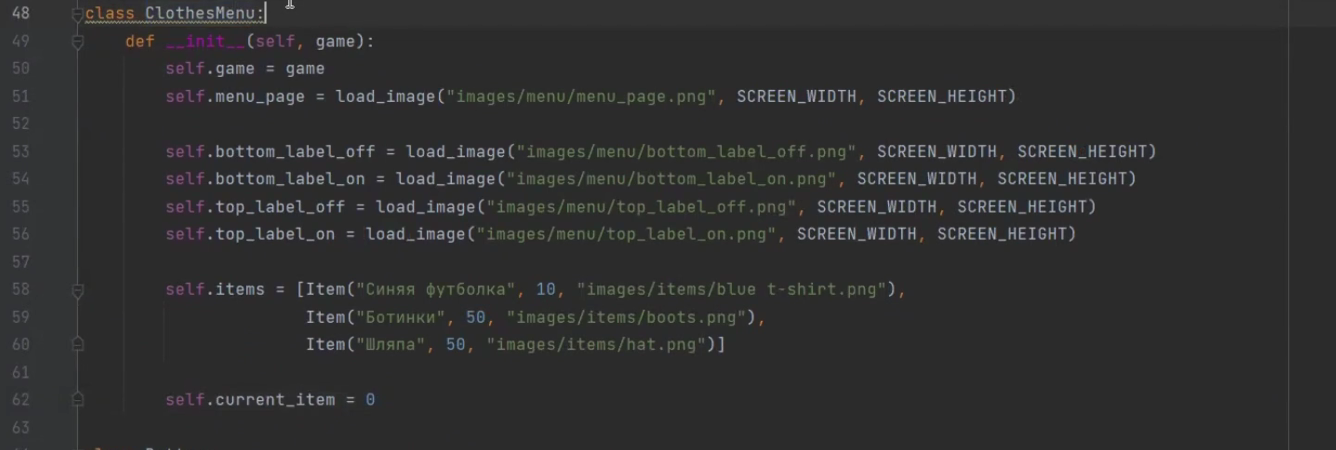 48 class ClothesMenu:
49 def __init__(self, game):
50 self.game = game
51 self.menu_page = load_image("images/menu/menu_page.png", SCREEN_WIDTH, SCREEN_HEIGHT)
52
53 self.bottom_label_off = load_image("images/menu/bottom_label_off.png", SCREEN_WIDTH, SCREEN_HEIGHT)
54 self.bottom_label_on = load_image("images/menu/bottom_label_on.png", SCREEN_WIDTH, SCREEN_HEIGHT)
55 self.top_label_off = load_image("images/menu/top_label_off.png", SCREEN_WIDTH, SCREEN_HEIGHT)
56 self.top_label_on = load_image("images/menu/top_label_on.png", SCREEN_WIDTH, SCREEN_HEIGHT)
57
58 self.items = [Item("Синяя футболка", 10, "images/items/blue t-shirt.png"),
59 Item("Ботинки", 50, "images/items/boots.png"),
60 Item("Шляпа", 50, "images/items/hat.png")]
61
62 self.current_item = 0
63